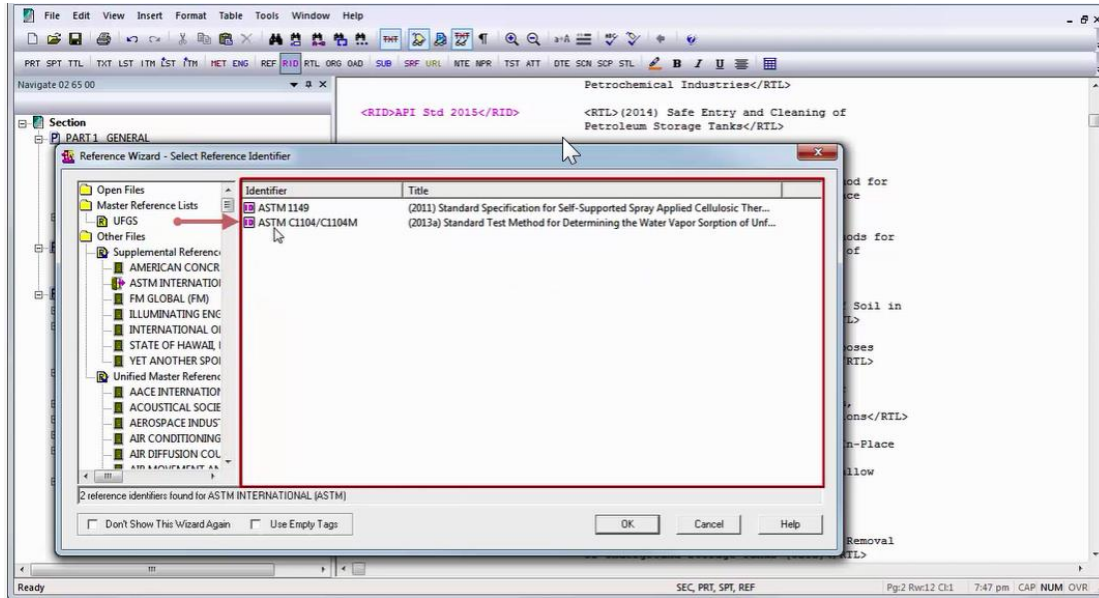 File Edit View Insert Format Table Tools Window Help
PRT SPT TTL TXT LST ITM LST ITM MET ENG REF RID RTL ORG OAD SUB SRF URL NTE NPR TST ATT DTE SCN SCP STL B I U
Navigate 02 65 00
Section
PART 1 GENERAL
Petrochemical Industries</RTL>
<RID>API Std 2015</RID> <RTL>(2014) Safe Entry and Cleaning of
Petroleum Storage Tanks</RTL>
Reference Wizard - Select Reference Identifier
Open Files
Master Reference Lists
UFGS
Other Files
Supplemental Referenc
AMERICAN CONCR
ASTM INTERNATIO
FM GLOBAL (FM)
ILLUMINATING ENG
INTERNATIONAL O
STATE OF HAWAII,
YET ANOTHER SPO
Unified Master Referenc
AACE INTERNATION
ACOUSTICAL SOCIE
AEROSPACE INDUS
AIR CONDITIONING
AIR DIFFUSION COU
Identifier Title
ASTM 1149 (2011) Standard Specification for Self-Supported Spray Applied Cellulosic Ther...
ASTM C1104/C1104M (2013a) Standard Test Method for Determining the Water Vapor Sorption of Unf...
2 reference identifiers found for ASTM INTERNATIONAL (ASTM)
Don't Show This Wizard Again Use Empty Tags OK Cancel Help
od for
ods for
of
Soil in
oses
RTL>
ons</RTL>
n-Place
llow
Removal
Ready SEC, PRT, SPT, REF Pg:2 Rw:12 Cl:1 7:47 pm CAP NUM OVR